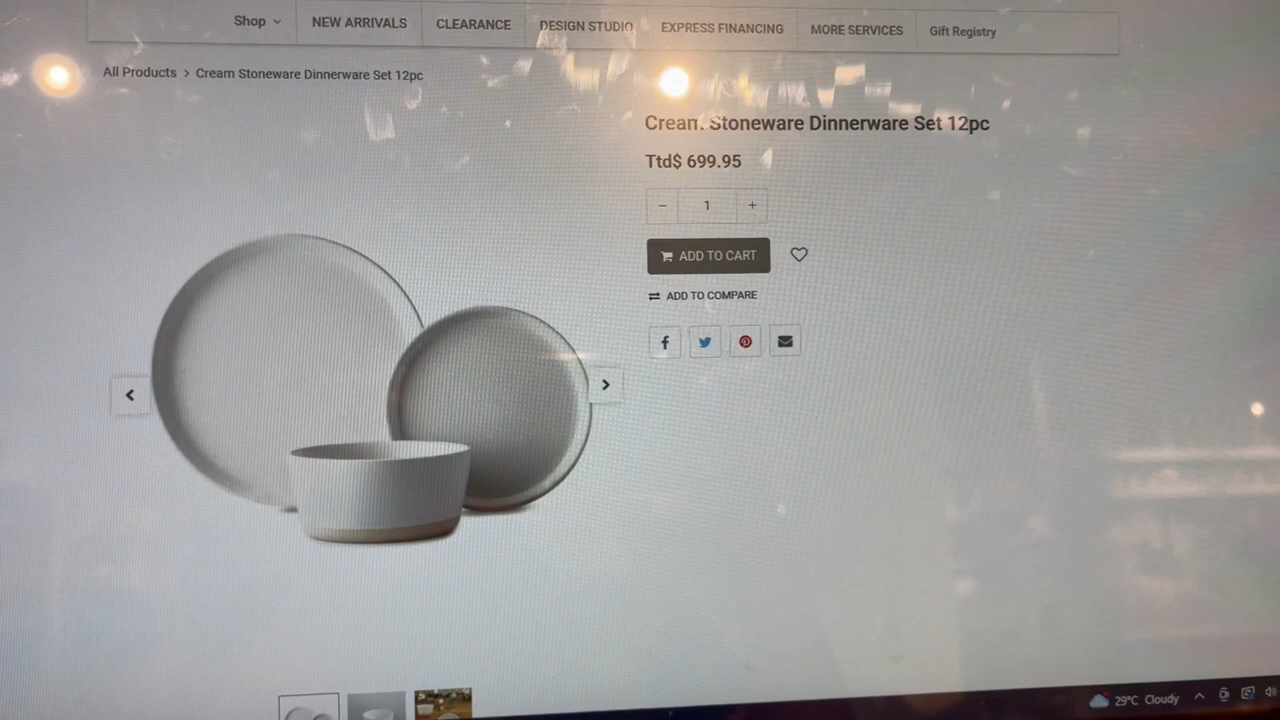 Shop NEW ARRIVALS CLEARANCE DESIGN STUDIO EXPRESS FINANCING MORE SERVICES Gift Registry
All Products > Cream Stoneware Dinnerware Set 12pc
Cream Stoneware Dinnerware Set 12pc
Ttd$ 699.95
− 1 +
ADD TO CART
ADD TO COMPARE
29°C Cloudy